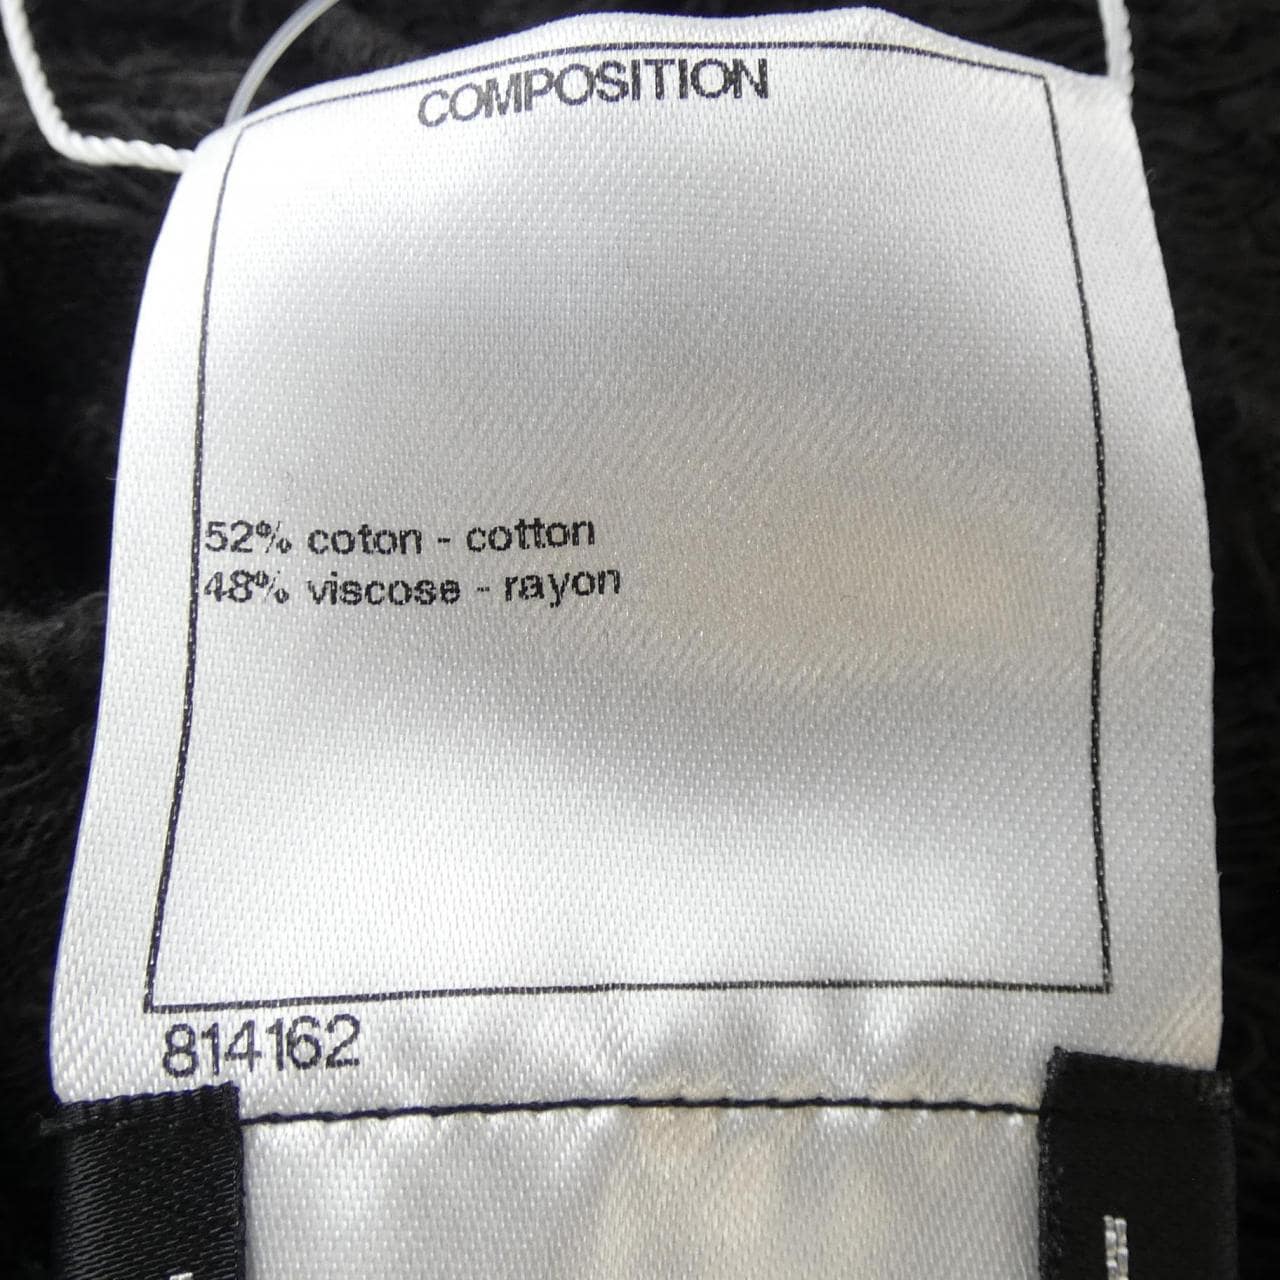 COMPOSITION
52% coton - cotton
48% viscose - rayon
814162